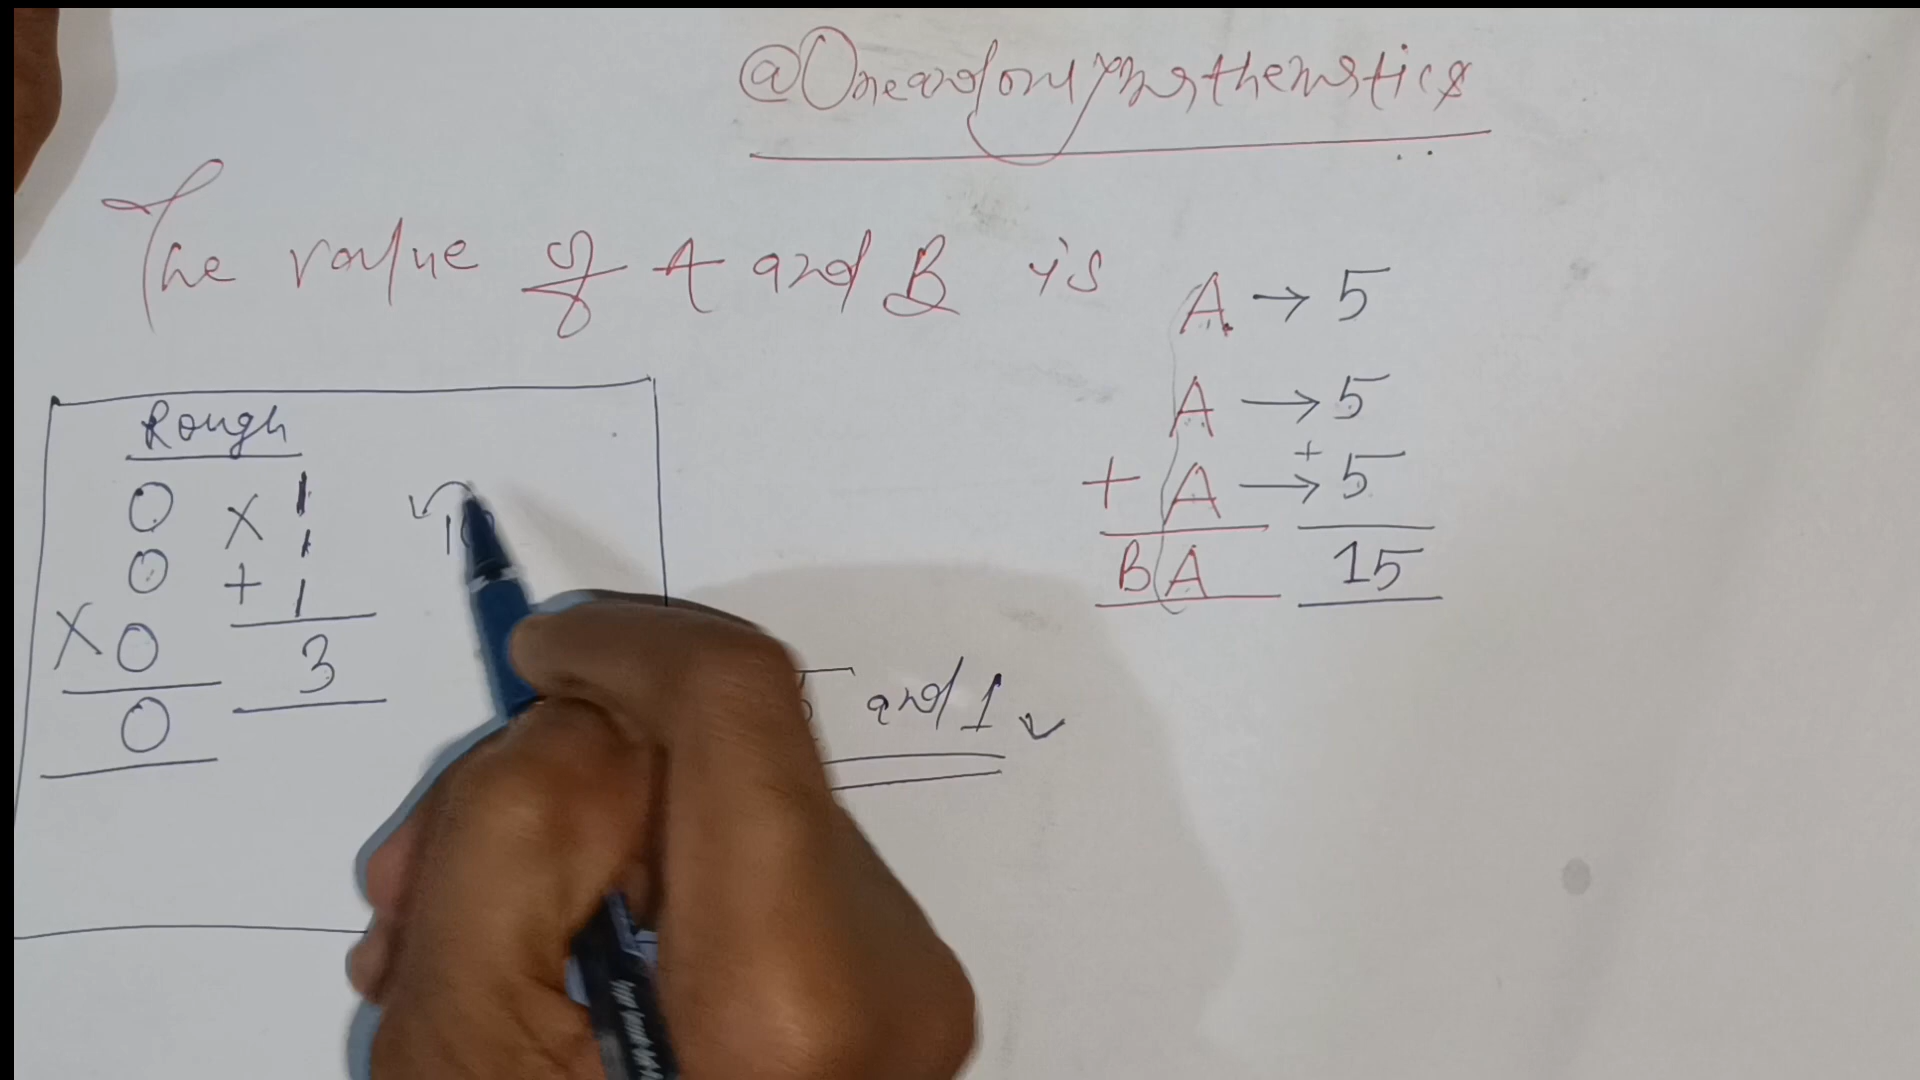 @Oneandonlymathematics
The value of A and B is
A → 5
A → 5
+ A → + 5
BA 15
Rough
0 × 1
0 + 1
× 0 3
0
and 1 ✓